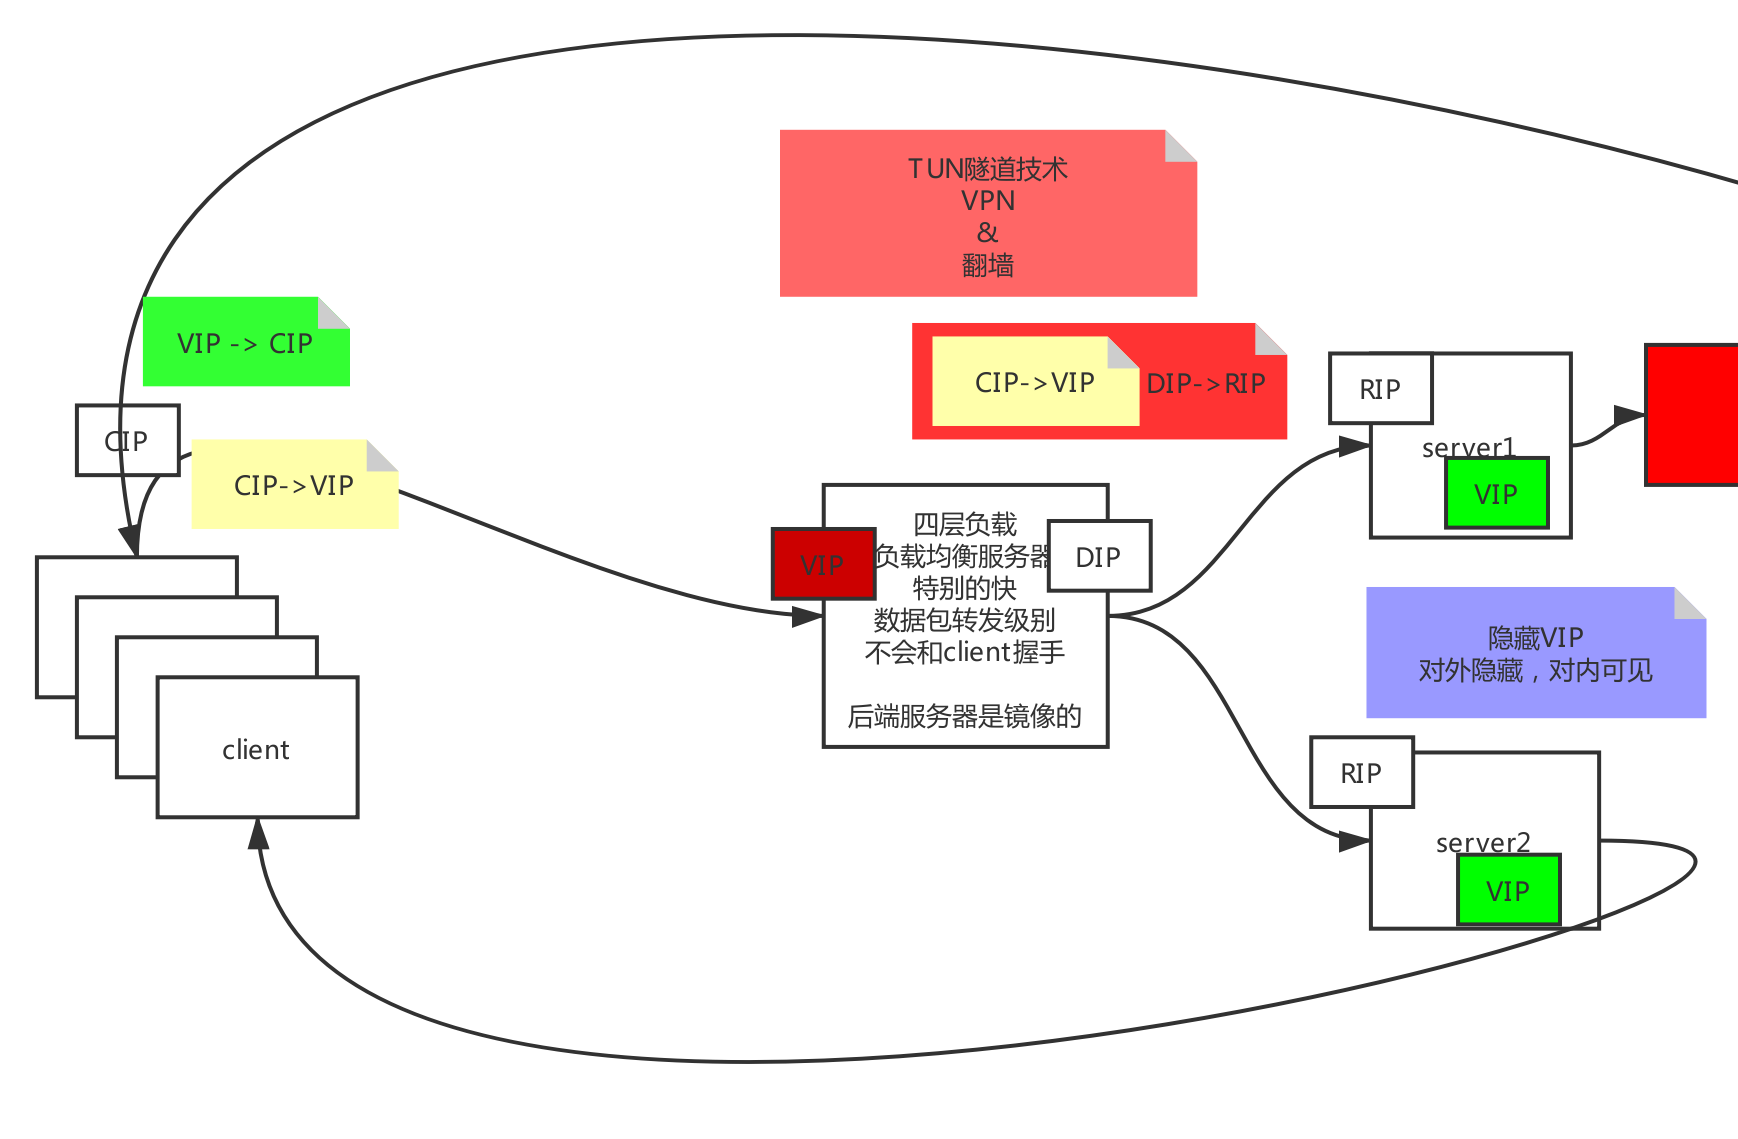 TUN隧道技术
VPN
&
翻墙
VIP -> CIP
CIP->VIP
DIP->RIP
RIP
server1
VIP
CIP
CIP->VIP
VIP
四层负载
负载均衡服务器
特别的快
数据包转发级别
不会和client握手
后端服务器是镜像的
DIP
隐藏VIP
对外隐藏，对内可见
client
RIP
server2
VIP